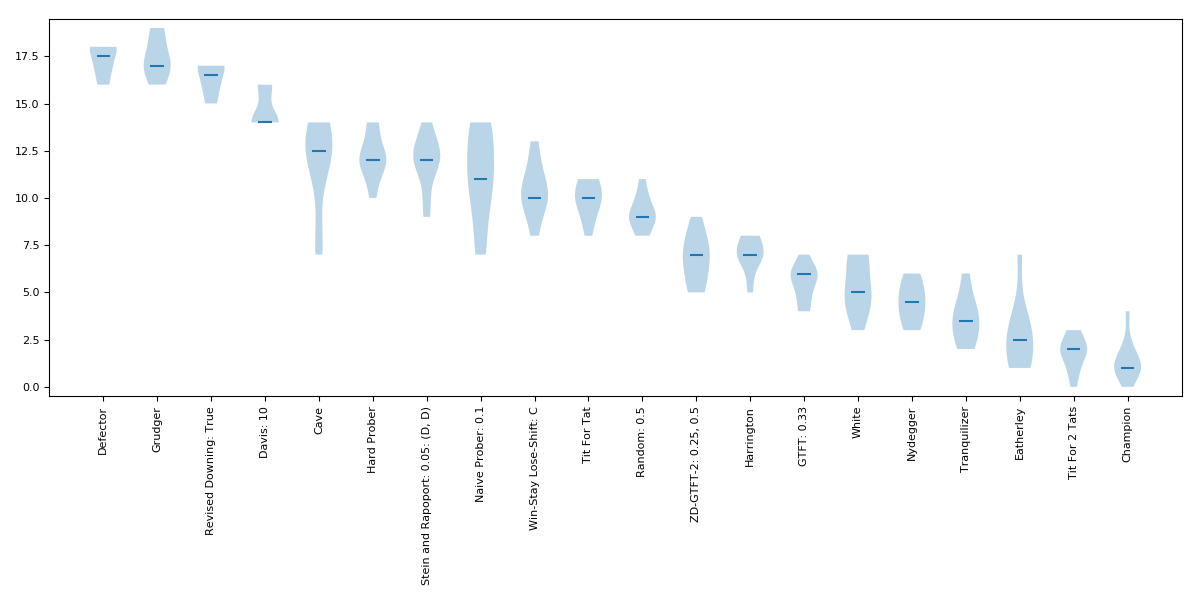 17.5
15.0
12.5
10.0
7.5
5.0
2.5
0.0
Defector
Grudger
Revised Downing: True
Davis: 10
Cave
Hard Prober
Stein and Rapoport: 0.05: (D, D)
Naive Prober: 0.1
Win-Stay Lose-Shift: C
Tit For Tat
Random: 0.5
ZD-GTFT-2: 0.25, 0.5
Harrington
GTFT: 0.33
White
Nydegger
Tranquilizer
Eatherley
Tit For 2 Tats
Champion